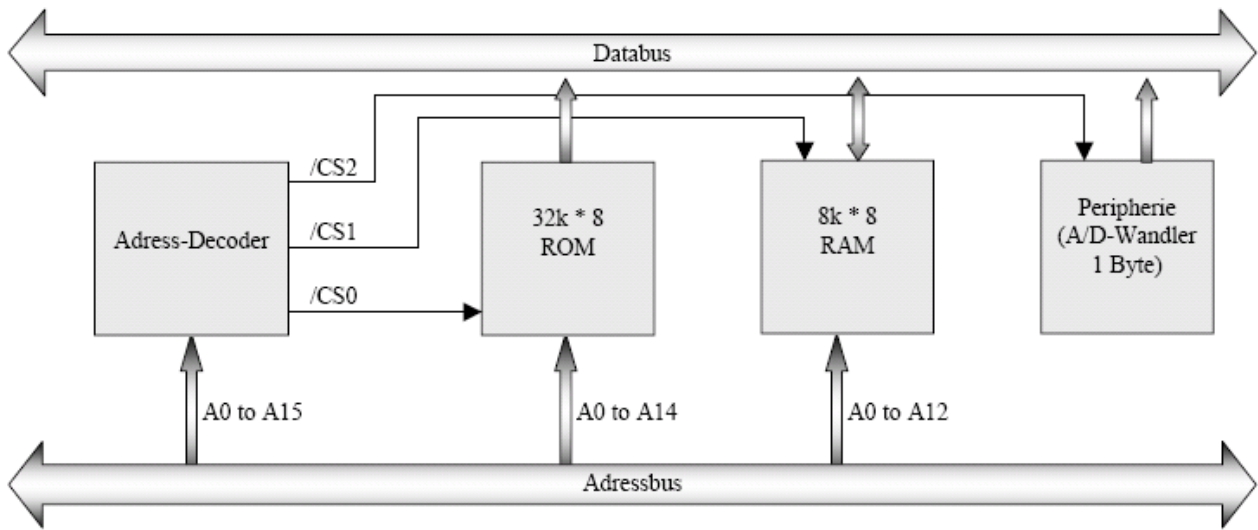 Databus
/CS2
/CS1
/CS0
Adress-Decoder
32k * 8
ROM
8k * 8
RAM
Peripherie
(A/D-Wandler
1 Byte)
A0 to A15
A0 to A14
A0 to A12
Adressbus